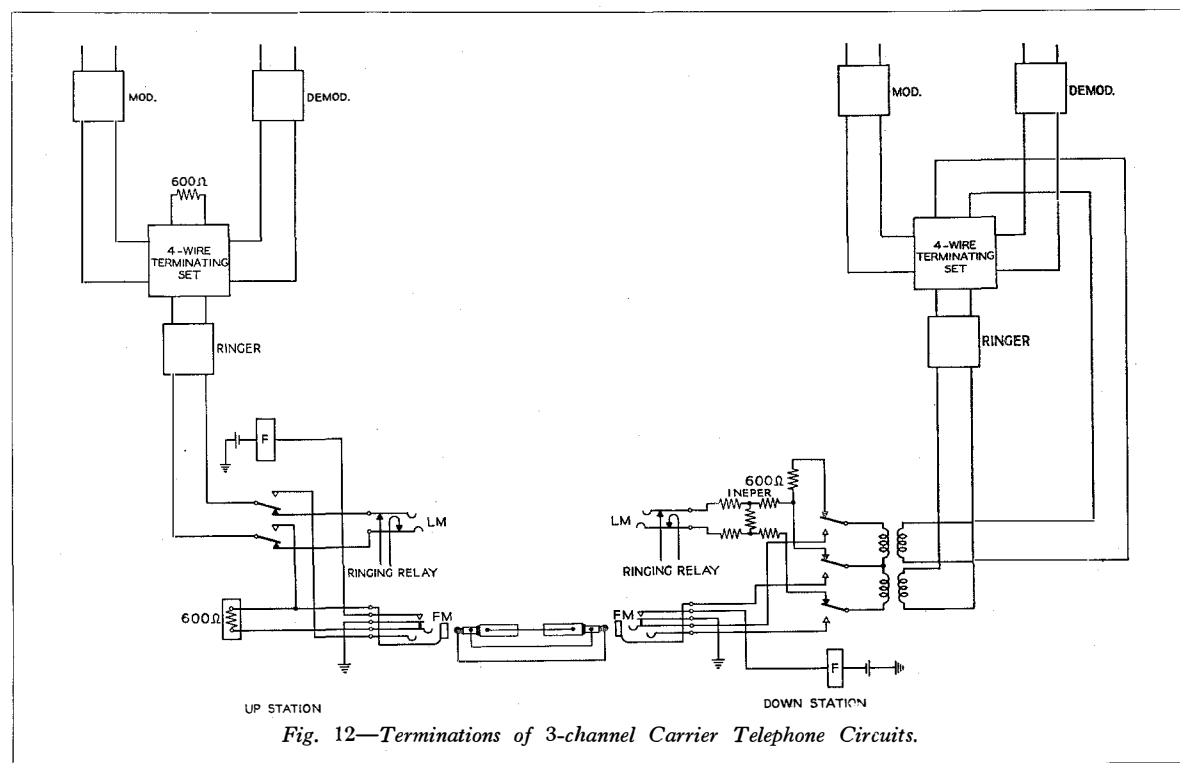 MOD.
DEMOD.
600Ω
4-WIRE
TERMINATING
SET
RINGER
F
LM
RINGING RELAY
600Ω
FM
UP STATION
MOD.
DEMOD.
4-WIRE
TERMINATING
SET
RINGER
600Ω
1 NEPER
LM
RINGING RELAY
FM
F
DOWN STATION
Fig. 12—Terminations of 3-channel Carrier Telephone Circuits.